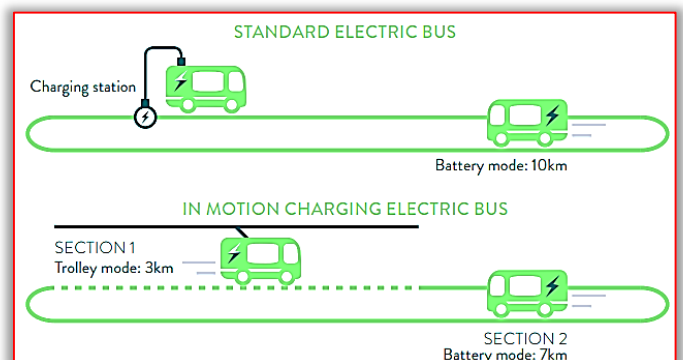 STANDARD ELECTRIC BUS
Charging station
Battery mode: 10km
IN MOTION CHARGING ELECTRIC BUS
SECTION 1
Trolley mode: 3km
SECTION 2
Battery mode: 7km